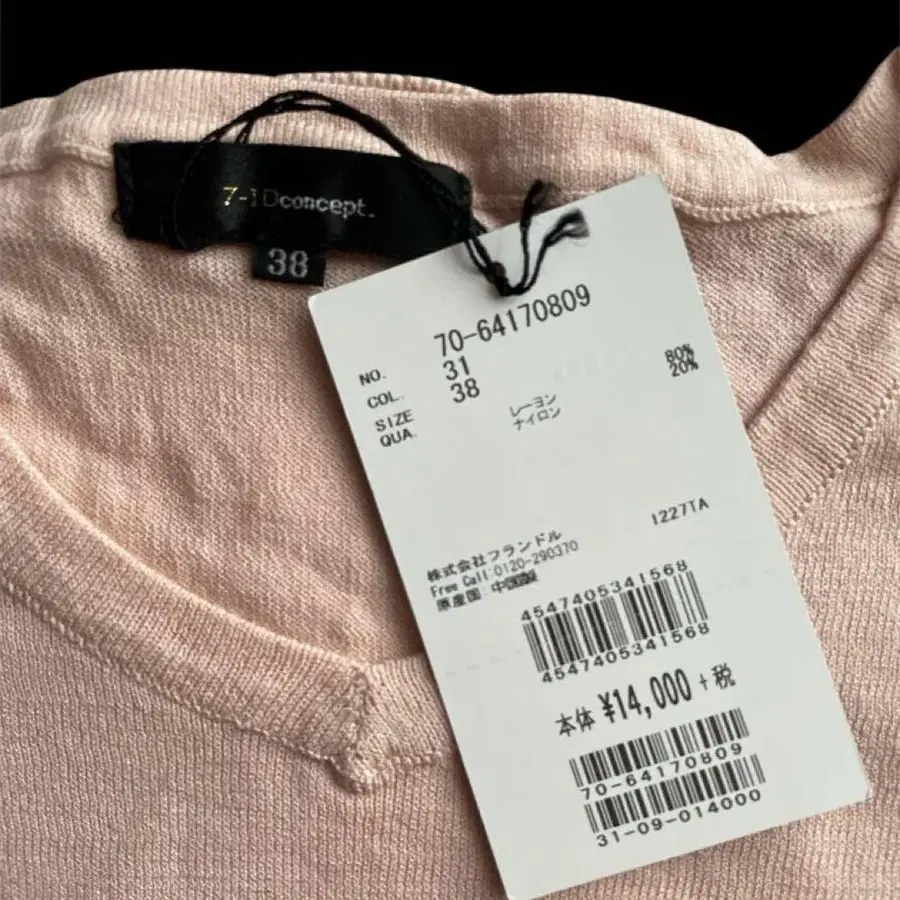 7-IDconcept.
38
70-64170809
NO. 31
COL. 38
SIZE
QUA. レーヨン 80%
ナイロン 20%
1227TA
株式会社フランドル
Free Call:0120-290370
原産国: 中国製
4547405341568
4547405341568
本体 ¥14,000 +税
70-64170809
31-09-014000